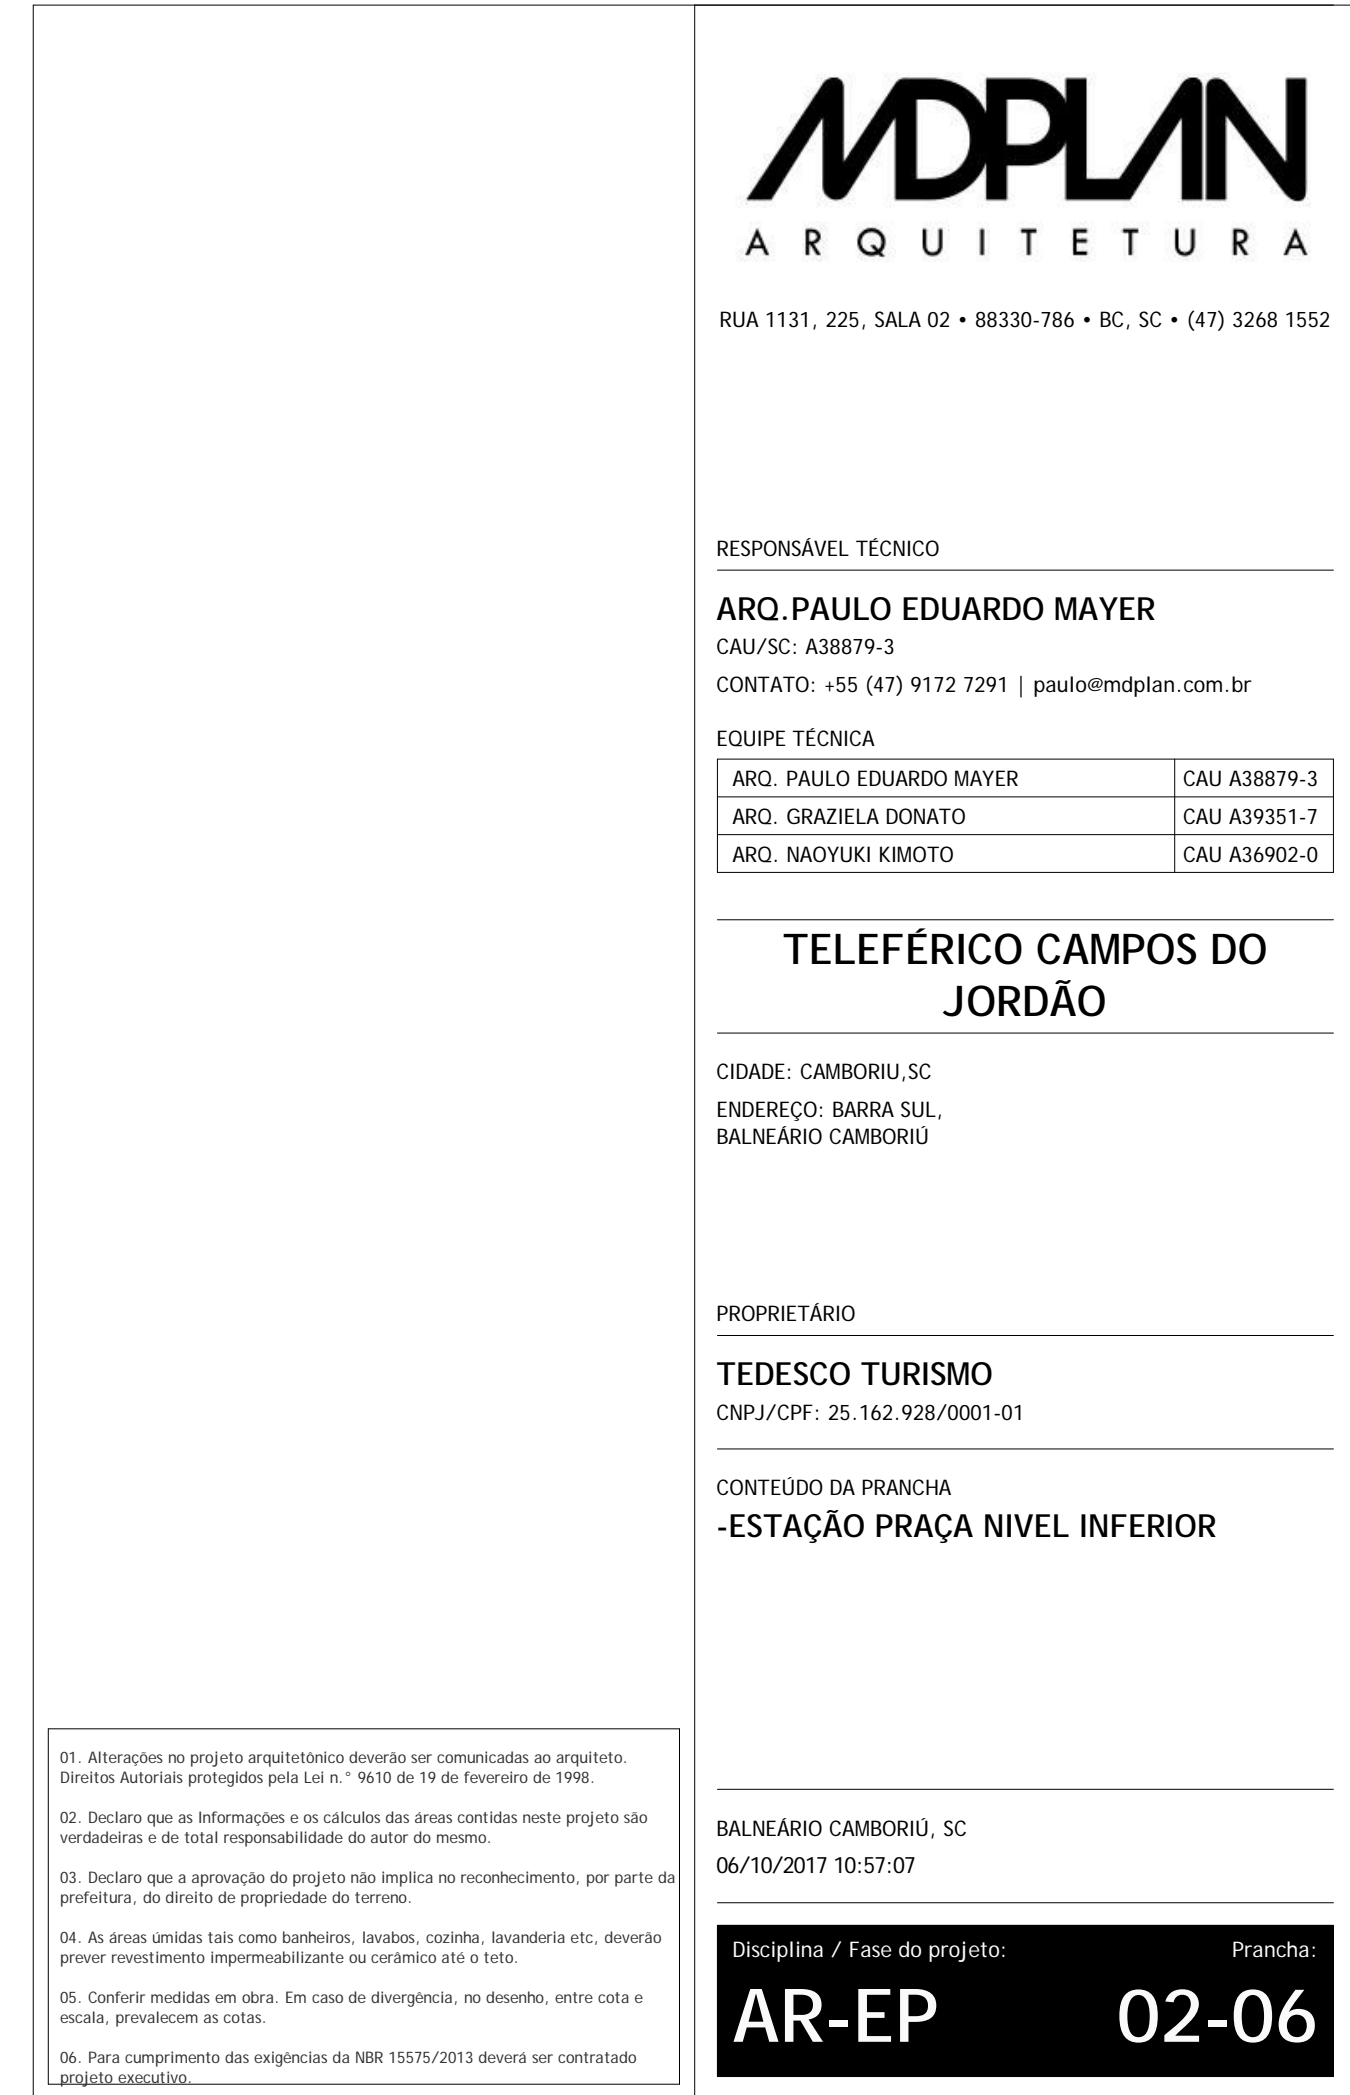 MDPLAN
ARQUITETURA
RUA 1131, 225, SALA 02 • 88330-786 • BC, SC • (47) 3268 1552
RESPONSÁVEL TÉCNICO
ARQ.PAULO EDUARDO MAYER
CAU/SC: A38879-3
CONTATO: +55 (47) 9172 7291 | paulo@mdplan.com.br
EQUIPE TÉCNICA
ARQ. PAULO EDUARDO MAYER CAU A38879-3
ARQ. GRAZIELA DONATO CAU A39351-7
ARQ. NAOYUKI KIMOTO CAU A36902-0
TELEFÉRICO CAMPOS DO
JORDÃO
CIDADE: CAMBORIU,SC
ENDEREÇO: BARRA SUL,
BALNEÁRIO CAMBORIÚ
PROPRIETÁRIO
TEDESCO TURISMO
CNPJ/CPF: 25.162.928/0001-01
CONTEÚDO DA PRANCHA
-ESTAÇÃO PRAÇA NIVEL INFERIOR
01. Alterações no projeto arquitetônico deverão ser comunicadas ao arquiteto.
Direitos Autoriais protegidos pela Lei n.° 9610 de 19 de fevereiro de 1998.
02. Declaro que as Informações e os cálculos das áreas contidas neste projeto são
verdadeiras e de total responsabilidade do autor do mesmo.
03. Declaro que a aprovação do projeto não implica no reconhecimento, por parte da
prefeitura, do direito de propriedade do terreno.
04. As áreas úmidas tais como banheiros, lavabos, cozinha, lavanderia etc, deverão
prever revestimento impermeabilizante ou cerâmico até o teto.
05. Conferir medidas em obra. Em caso de divergência, no desenho, entre cota e
escala, prevalecem as cotas.
06. Para cumprimento das exigências da NBR 15575/2013 deverá ser contratado
projeto executivo.
BALNEÁRIO CAMBORIÚ, SC
06/10/2017 10:57:07
Disciplina / Fase do projeto: Prancha:
AR-EP 02-06